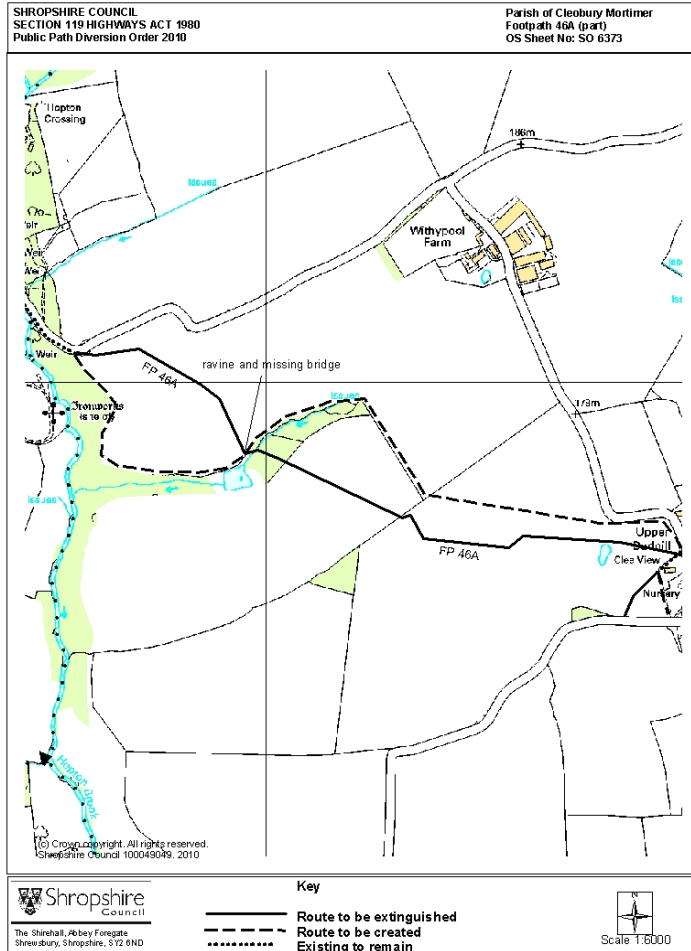 SHROPSHIRE COUNCIL
SECTION 119 HIGHWAYS ACT 1980
Public Path Diversion Order 2010
Parish of Cleobury Mortimer
Footpath 46A (part)
OS Sheet No: SO 6373
Hopton
Crossing
186m
Issues
Withypool
Farm
Weir
Weir
FP 46A
ravine and missing bridge
Ironworks
(site of)
Issues
179m
Issues
Upper
FP 46A
Clea View
Nursery
Hopton
Brook
(c) Crown copyright. All rights reserved.
Shropshire Council 100049049. 2010
Shropshire
Council
The Shirehall, Abbey Foregate
Shrewsbury, Shropshire, SY2 6ND
Key
Route to be extinguished
Route to be created
Existing to remain
N
Scale 1:6000